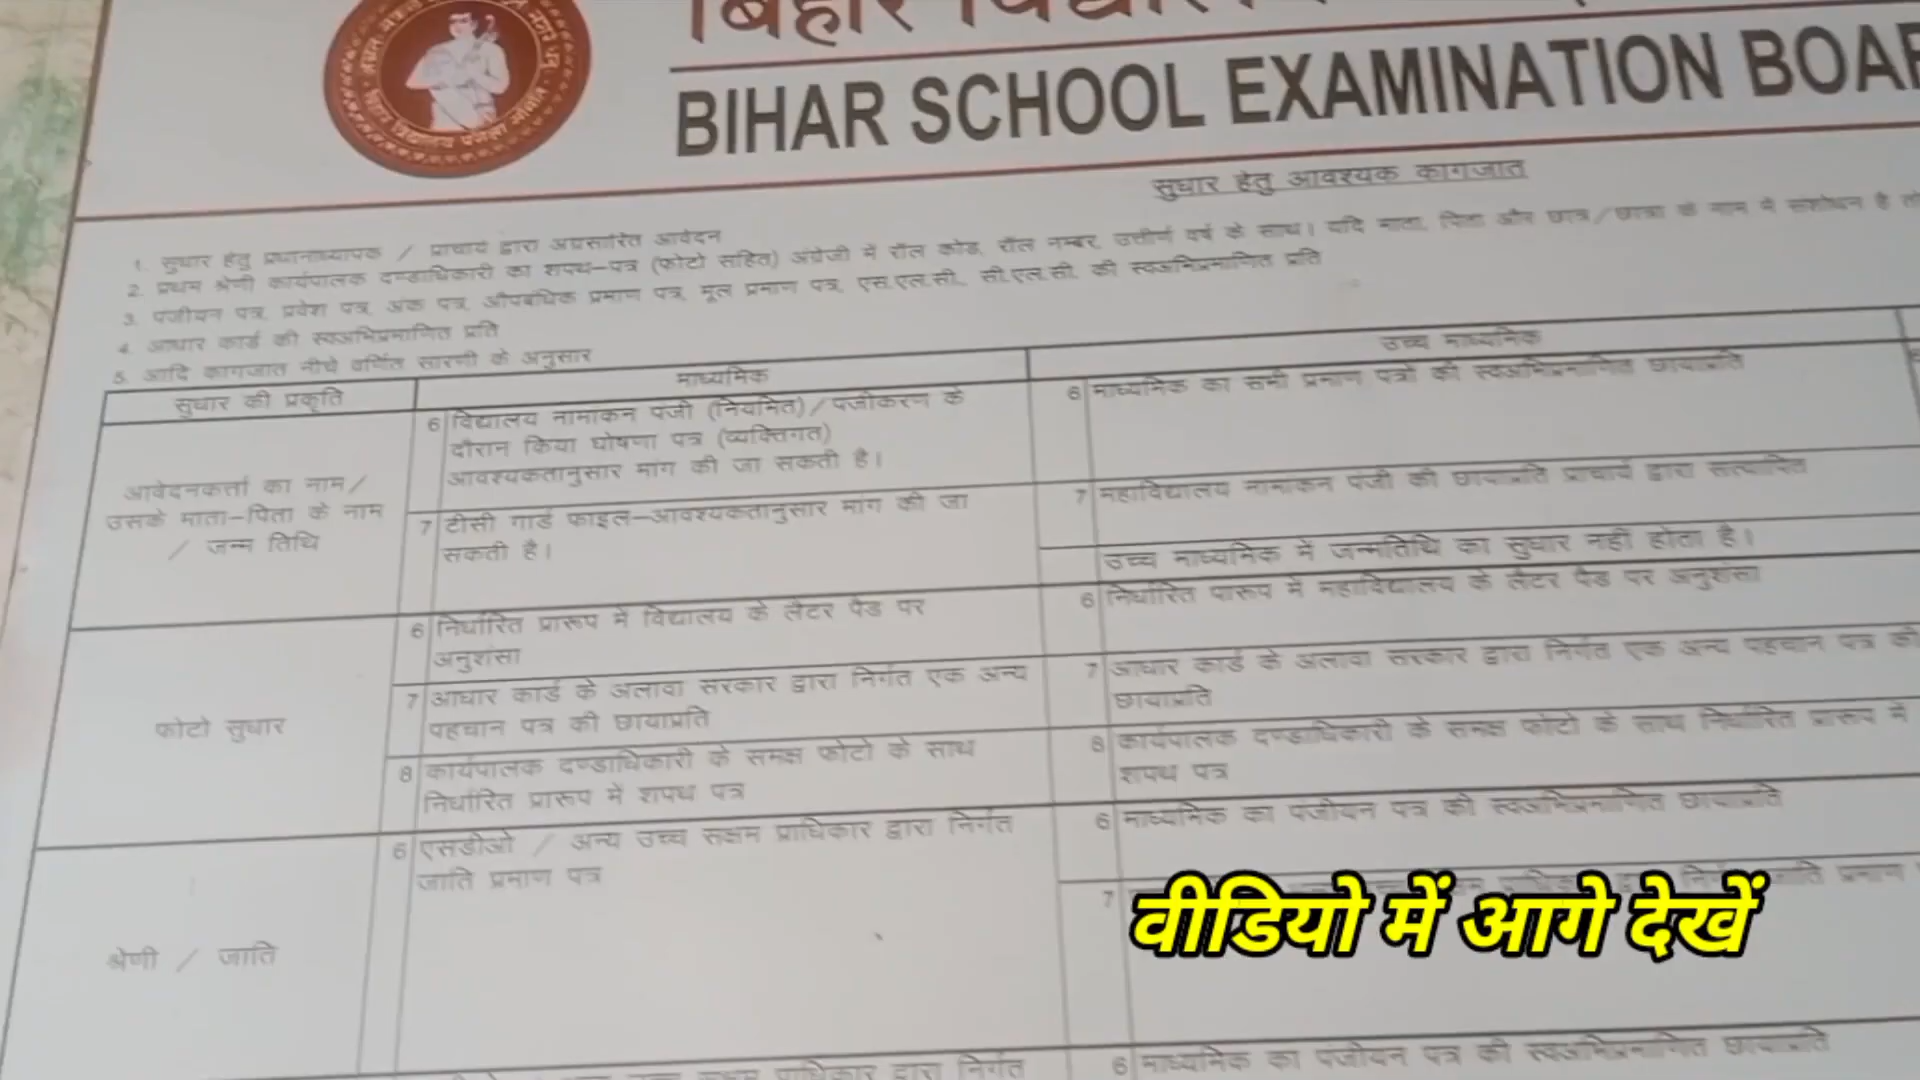 बिहार विद्यालय
BIHAR SCHOOL EXAMINATION BOAR
सुधार हेतु आवश्यक कागजात
1. सुधार हेतु प्रधानाध्यापक / प्राचार्य द्वारा अग्रसारित आवेदन
2. प्रथम श्रेणी कार्यपालक दण्डाधिकारी का शपथ–पत्र (फोटो सहित) अंग्रेजी में रॉल कोड, रॉल नम्बर, उत्तीर्ण वर्ष के साथ। यदि माता, पिता और छात्र/छात्रा के नाम में संशोधन है तो
3. पंजीयन पत्र, प्रवेश पत्र, अंक पत्र, औपबंधिक प्रमाण पत्र, मूल प्रमाण पत्र, एस.एल.सी., सी.एल.सी. की स्वअभिप्रमाणित प्रति
4. आधार कार्ड की स्वअभिप्रमाणित प्रति
5. आदि कागजात नीचे वर्णित सारणी के अनुसार
सुधार की प्रकृति
माध्यमिक
उच्च माध्यमिक
आवेदनकर्त्ता का नाम/
उसके माता–पिता के नाम
/ जन्म तिथि
6 विद्यालय नामांकन पंजी (नियमित)/पंजीकरण के
दौरान किया घोषणा पत्र (व्यक्तिगत)
आवश्यकतानुसार मांग की जा सकती है।
6 माध्यमिक का सभी प्रमाण पत्रों की स्वअभिप्रमाणित छायाप्रति
7 टीसी गार्ड फाइल–आवश्यकतानुसार मांग की जा
सकती है।
7 महाविद्यालय नामांकन पंजी की छायाप्रति प्राचार्य द्वारा सत्यापित
उच्च माध्यमिक में जन्मतिथि का सुधार नहीं होता है।
फोटो सुधार
6 निर्धारित प्रारूप में विद्यालय के लैटर पैड पर
अनुशंसा
6 निर्धारित पारूप में महाविद्यालय के लैटर पैड पर अनुशंसा
7 आधार कार्ड के अलावा सरकार द्वारा निर्गत एक अन्य
पहचान पत्र की छायाप्रति
7 आधार कार्ड के अलावा सरकार द्वारा निर्गत एक अन्य पहचान पत्र की
छायाप्रति
8 कार्यपालक दण्डाधिकारी के समक्ष फोटो के साथ
निर्धारित प्रारूप में शपथ पत्र
8 कार्यपालक दण्डाधिकारी के समक्ष फोटो के साथ निर्धारित प्रारूप में
शपथ पत्र
श्रेणी / जाति
6 एसडीओ / अन्य उच्च सक्षम प्राधिकार द्वारा निर्गत
जाति प्रमाण पत्र
6 माध्यमिक का पंजीयन पत्र की स्वअभिप्रमाणित छायाप्रति
7 जाति प्रमाण
वीडियो में आगे देखें
प्राधिकार द्वारा निर्गत
6 माध्यमिक का पंजीयन पत्र की स्वअभिप्रमाणित छायाप्रति